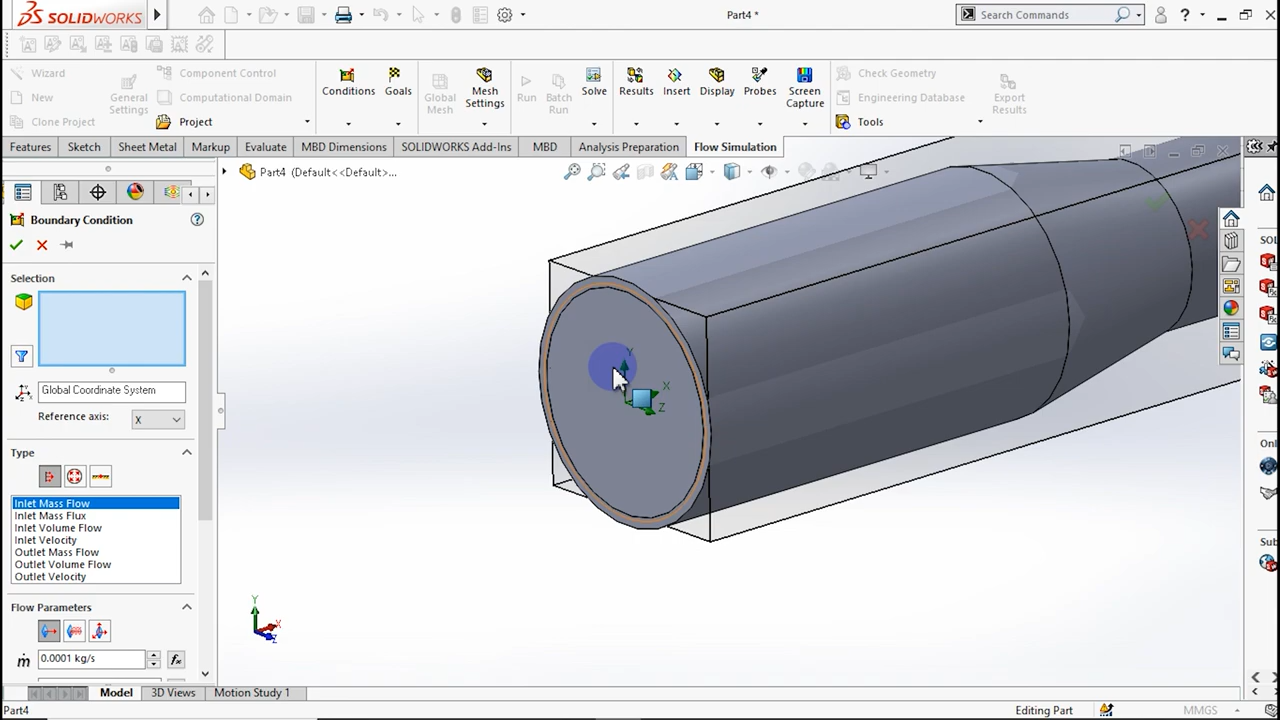 SOLIDWORKS
Part4 *
Search Commands
?
Wizard
New
Clone Project
General Settings
Component Control
Computational Domain
Project
Conditions
Goals
Global Mesh
Mesh Settings
Run
Batch Run
Solve
Results
Insert
Display
Probes
Screen Capture
Check Geometry
Engineering Database
Tools
Export Results
Features
Sketch
Sheet Metal
Markup
Evaluate
MBD Dimensions
SOLIDWORKS Add-Ins
MBD
Analysis Preparation
Flow Simulation
Part4 (Default<<Default>...
Boundary Condition
?
Selection
Global Coordinate System
Reference axis:
X
Type
Inlet Mass Flow
Inlet Mass Flux
Inlet Volume Flow
Inlet Velocity
Outlet Mass Flow
Outlet Volume Flow
Outlet Velocity
Flow Parameters
ṁ
0.0001 kg/s
fx
Y
X
Z
Y
X
Z
SOL
Onl
Sub
Model
3D Views
Motion Study 1
Part4
Editing Part
MMGS